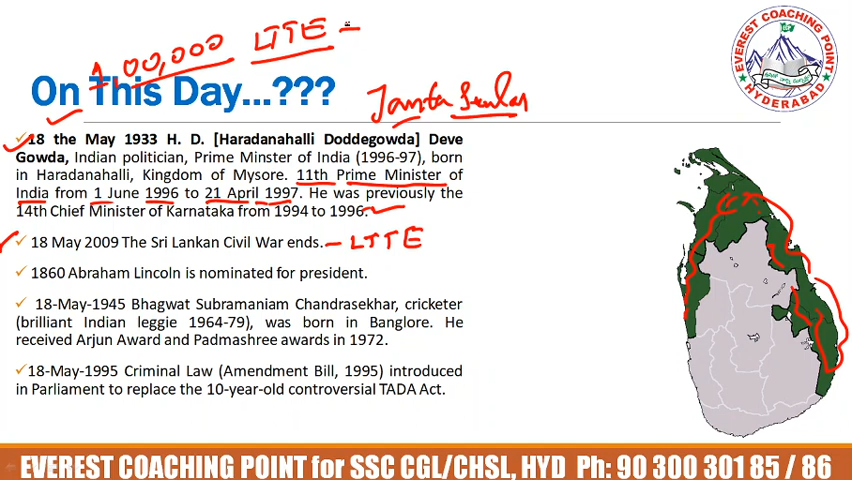 1,00,000 LTTE -
On This Day...???
Janta Secular
18 the May 1933 H. D. [Haradanahalli Doddegowda] Deve
Gowda, Indian politician, Prime Minster of India (1996-97), born
in Haradanahalli, Kingdom of Mysore. 11th Prime Minister of
India from 1 June 1996 to 21 April 1997. He was previously the
14th Chief Minister of Karnataka from 1994 to 1996.
18 May 2009 The Sri Lankan Civil War ends. - LTTE
1860 Abraham Lincoln is nominated for president.
18-May-1945 Bhagwat Subramaniam Chandrasekhar, cricketer
(brilliant Indian leggie 1964-79), was born in Banglore. He
received Arjun Award and Padmashree awards in 1972.
18-May-1995 Criminal Law (Amendment Bill, 1995) introduced
in Parliament to replace the 10-year-old controversial TADA Act.
EVEREST COACHING POINT
HYDERABAD
EVEREST COACHING POINT for SSC CGL/CHSL, HYD Ph: 90 300 301 85 / 86